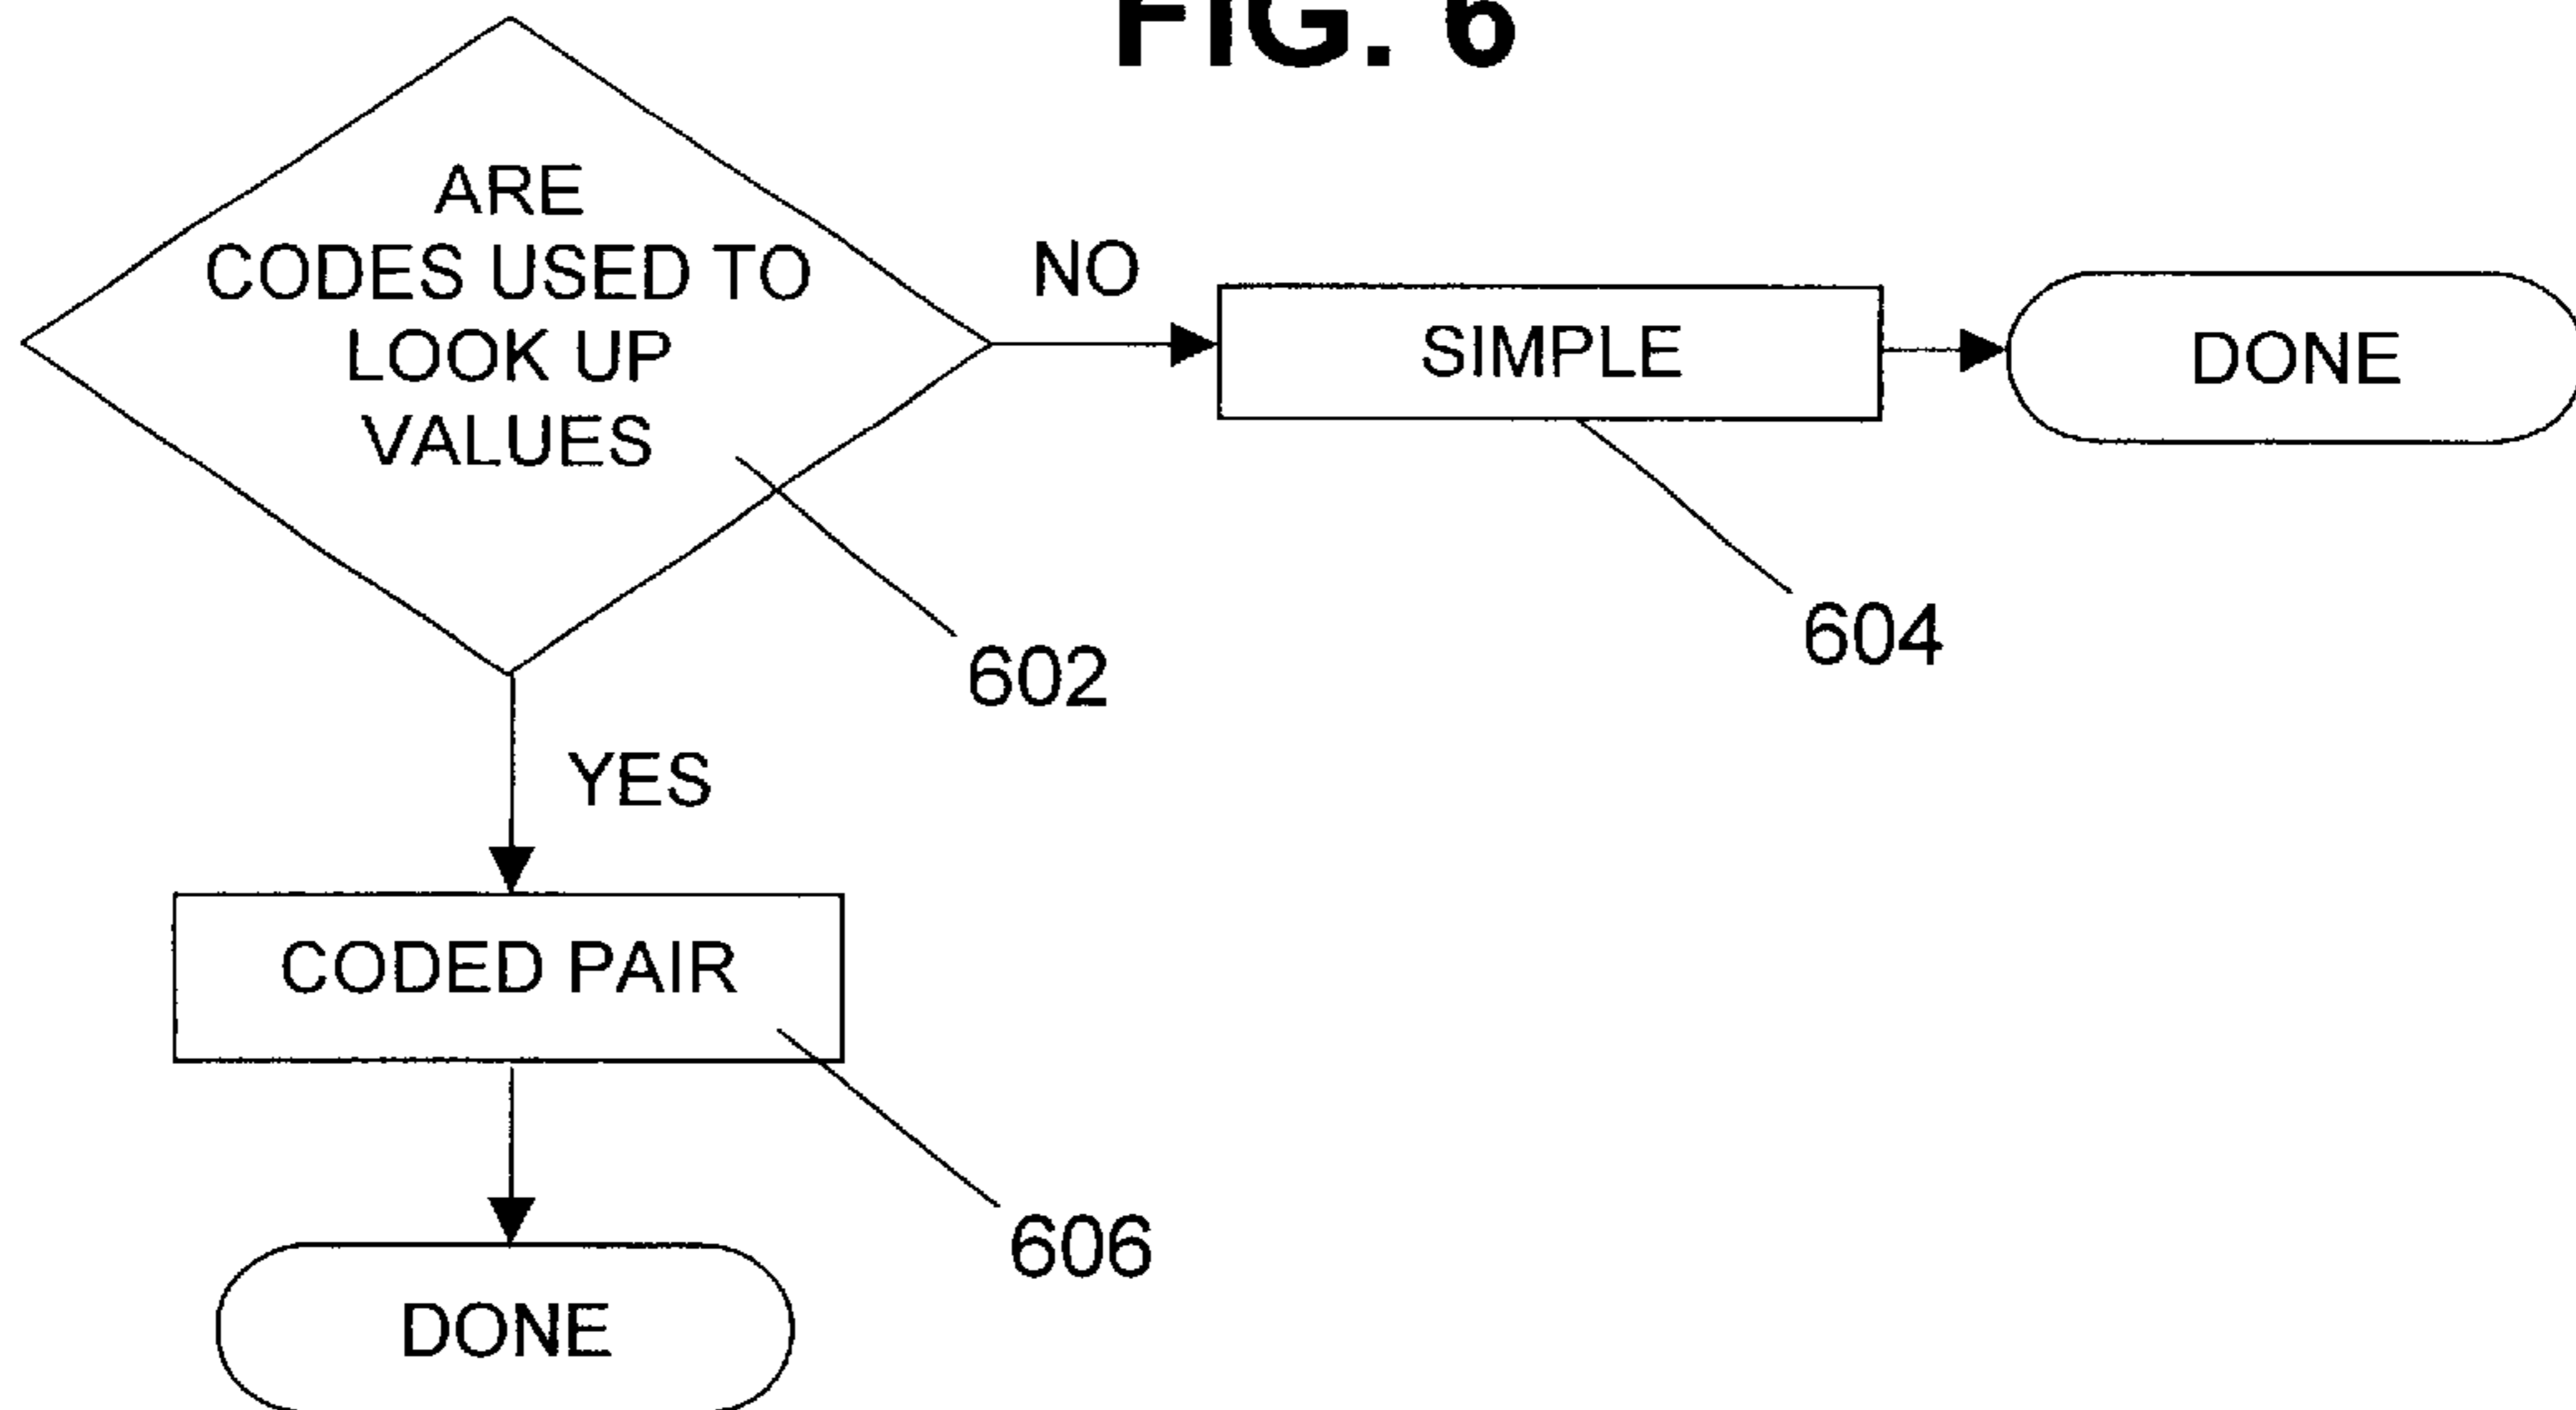 FIG. 6
ARE
CODES USED TO
LOOK UP
VALUES
NO
SIMPLE
DONE
602
604
YES
CODED PAIR
606
DONE